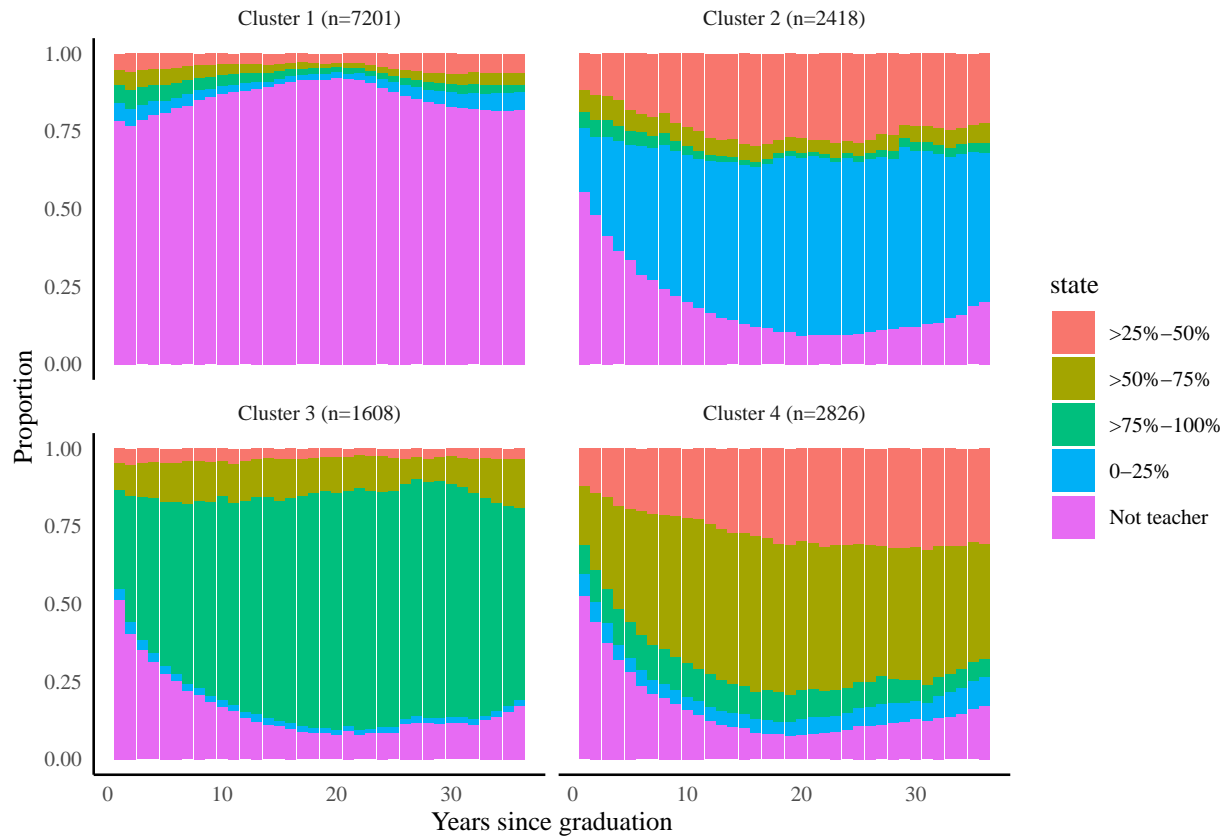 Cluster 1 (n=7201)
Cluster 2 (n=2418)
1.00
0.75
0.50
0.25
0.00
Cluster 3 (n=1608)
Cluster 4 (n=2826)
1.00
0.75
0.50
0.25
0.00
0 10 20 30
0 10 20 30
Years since graduation
Proportion
state
>25%−50%
>50%−75%
>75%−100%
0−25%
Not teacher